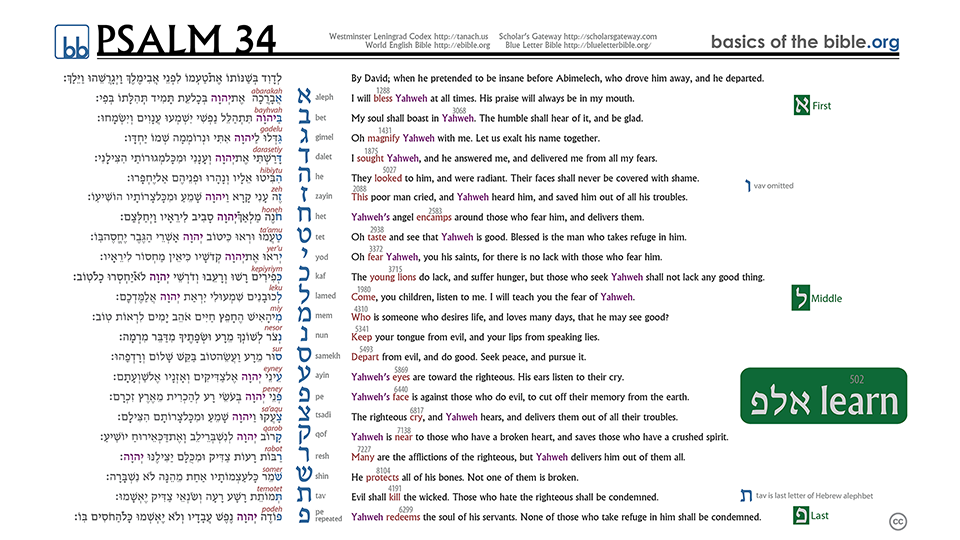 bb PSALM 34
Westminster Leningrad Codex http://tanach.us Scholar's Gateway http://scholarsgateway.com
World English Bible http://ebible.org Blue Letter Bible http://blueletterbible.org/
basics of the bible.org
לְדָוִד בְּשַׁנּוֹתוֹ אֶתטַעְמוֹ לִפְנֵי אֲבִימֶלֶךְ וַיְגָרֲשֵׁהוּ וַיֵּלַךְ׃
abarakah
אֲבָרֲכָה אֶתיְהוָה בְּכָלעֵת תָּמִיד תְּהִלָּתוֹ בְּפִי׃
bayhvah
בַּיהוָה תִּתְהַלֵּל נַפְשִׁי יִשְׁמְעוּ עֲנָוִים וְיִשְׂמָחוּ׃
gadelu
גַּדְּלוּ לַיהוָה אִתִּי וּנְרוֹמְמָה שְׁמוֹ יַחְדָּו׃
darasetiy
דָּרַשְׁתִּי אֶתיְהוָה וְעָנָנִי וּמִכָּלמְגוּרוֹתַי הִצִּילָנִי׃
hibiytu
הִבִּיטוּ אֵלָיו וְנָהָרוּ וּפְנֵיהֶם אַליֶחְפָּרוּ׃
zeh
זֶה עָנִי קָרָא וַיהוָה שָׁמֵעַ וּמִכָּלצָרוֹתָיו הוֹשִׁיעוֹ׃
honeh
חֹנֶה מַלְאַךְיְהוָה סָבִיב לִירֵאָיו וַיְחַלְּצֵם׃
ta'amu
טַעֲמוּ וּרְאוּ כִּיטוֹב יְהוָה אַשְׁרֵי הַגֶּבֶר יֶחֱסֶהבּוֹ׃
yer'u
יְראוּ אֶתיְהוָה קְדֹשָׁיו כִּיאֵין מַחְסוֹר לִירֵאָיו׃
kepiyriym
כְּפִירִים רָשׁוּ וְרָעֵבוּ וְדֹרְשֵׁי יְהוָה לֹאיַחְסְרוּ כָלטוֹב׃
leku
לְכוּבָנִים שִׁמְעוּלִי יִרְאַת יְהוָה אֲלַמֶּדְכֶם׃
miy
מִיהָאִישׁ הֶחָפֵץ חַיִּים אֹהֵב יָמִים לִרְאוֹת טוֹב׃
nesor
נְצֹר לְשׁוֹנְךָ מֵרָע וּשְׂפָתֶיךָ מִדַּבֵּר מִרְמָה׃
sur
סוּר מֵרָע וַעֲשֵׂהטוֹב בַּקֵּשׁ שָׁלוֹם וְרָדְפֵהוּ׃
eyney
עֵינֵי יְהוָה אֶלצַדִּיקִים וְאָזְנָיו אֶלשַׁוְעָתָם׃
peney
פְּנֵי יְהוָה בְּעֹשֵׂי רָע לְהַכְרִית מֵאֶרֶץ זִכְרָם׃
sa'aqu
צָעֲקוּ וַיהוָה שָׁמֵעַ וּמִכָּלצָרוֹתָם הִצִּילָם׃
qarob
קָרוֹב יְהוָה לְנִשְׁבְּרֵילֵב וְאֶתדַּכְּאֵירוּחַ יוֹשִׁיעַ׃
rabot
רַבּוֹת רָעוֹת צַדִּיק וּמִכֻּלָּם יַצִּילֶנּוּ יְהוָה׃
somer
שֹׁמֵר כָּלעַצְמוֹתָיו אַחַת מֵהֵנָּה לֹא נִשְׁבָּרָה׃
temotet
תְּמוֹתֵת רָשָׁע רָעָה וְשֹׂנְאֵי צַדִּיק יֶאְשָׁמוּ׃
podeh
פּוֹדֶה יְהוָה נֶפֶשׁ עֲבָדָיו וְלֹא יֶאְשְׁמוּ כָּלהַחֹסִים בּוֹ׃
א aleph
ב bet
ג gimel
ד dalet
ה he
ז zayin
ח het
ט tet
י yod
כ kaf
ל lamed
מ mem
נ nun
ס samekh
ע ayin
פ pe
צ tsadi
ק qof
ר resh
ש shin
ת tav
פ pe repeated
By David; when he pretended to be insane before Abimelech, who drove him away, and he departed.
1288
I will bless Yahweh at all times. His praise will always be in my mouth.
3068
My soul shall boast in Yahweh. The humble shall hear of it, and be glad.
1431
Oh magnify Yahweh with me. Let us exalt his name together.
1875
I sought Yahweh, and he answered me, and delivered me from all my fears.
5027
They looked to him, and were radiant. Their faces shall never be covered with shame.
2088
This poor man cried, and Yahweh heard him, and saved him out of all his troubles.
2583
Yahweh's angel encamps around those who fear him, and delivers them.
2938
Oh taste and see that Yahweh is good. Blessed is the man who takes refuge in him.
3372
Oh fear Yahweh, you his saints, for there is no lack with those who fear him.
3715
The young lions do lack, and suffer hunger, but those who seek Yahweh shall not lack any good thing.
1980
Come, you children, listen to me. I will teach you the fear of Yahweh.
4310
Who is someone who desires life, and loves many days, that he may see good?
5341
Keep your tongue from evil, and your lips from speaking lies.
5493
Depart from evil, and do good. Seek peace, and pursue it.
5869
Yahweh's eyes are toward the righteous. His ears listen to their cry.
6440
Yahweh's face is against those who do evil, to cut off their memory from the earth.
6817
The righteous cry, and Yahweh hears, and delivers them out of all their troubles.
7138
Yahweh is near to those who have a broken heart, and saves those who have a crushed spirit.
7227
Many are the afflictions of the righteous, but Yahweh delivers him out of them all.
8104
He protects all of his bones. Not one of them is broken.
4191
Evil shall kill the wicked. Those who hate the righteous shall be condemned.
6299
Yahweh redeems the soul of his servants. None of those who take refuge in him shall be condemned.
א First
ו vav omitted
ל Middle
502
אלפ learn
ת tav is last letter of Hebrew alephbet
פ Last
cc